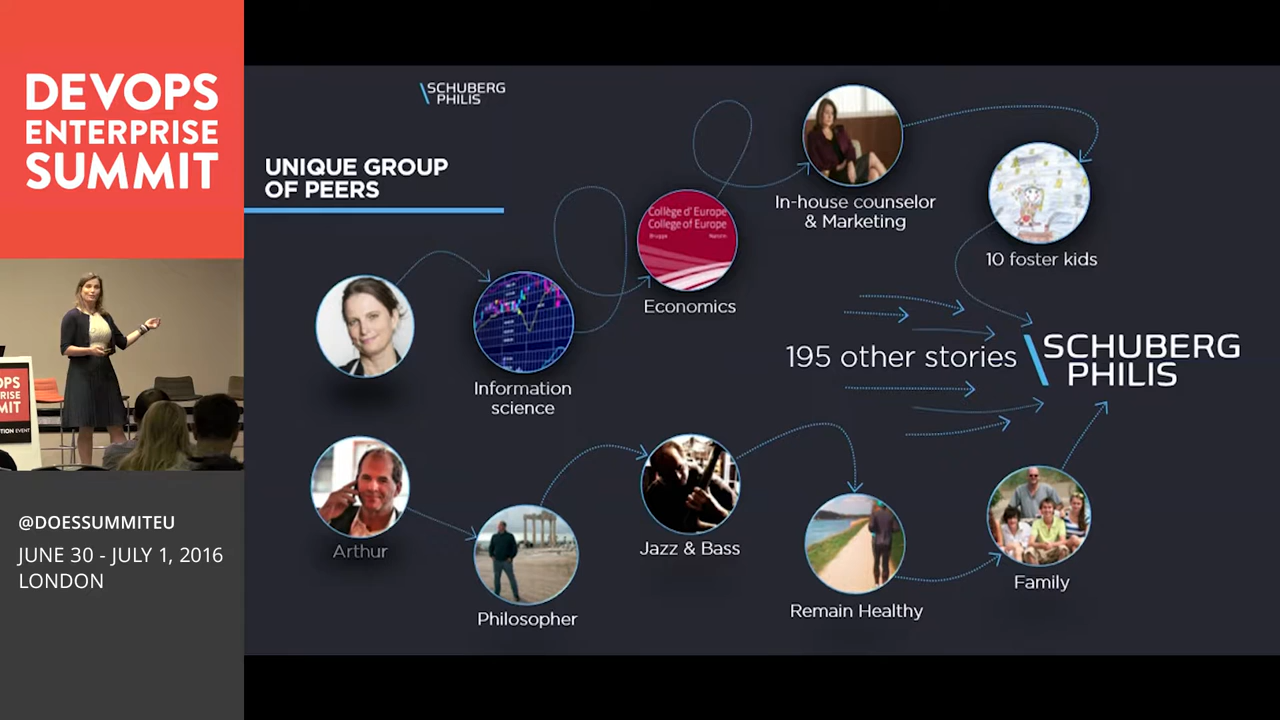 DEVOPS
ENTERPRISE
SUMMIT
@DOESSUMMITEU
JUNE 30 - JULY 1, 2016
LONDON
SCHUBERG
PHILIS
UNIQUE GROUP
OF PEERS
Information
science
Collège d'Europe
College of Europe
Brugge
Natolin
Economics
In-house counselor
& Marketing
10 foster kids
195 other stories
SCHUBERG
PHILIS
Arthur
Philosopher
Jazz & Bass
Remain Healthy
Family